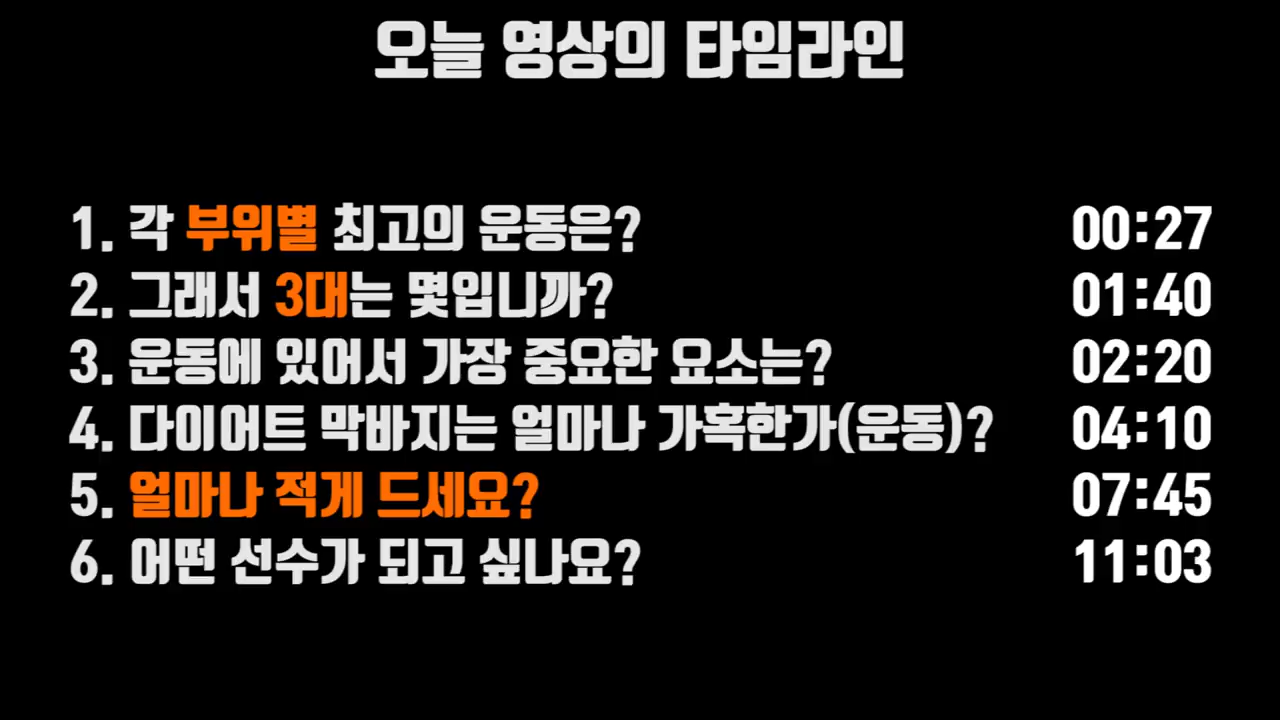 오늘 영상의 타임라인
1. 각 부위별 최고의 운동은? 00:27
2. 그래서 3대는 몇입니까? 01:40
3. 운동에 있어서 가장 중요한 요소는? 02:20
4. 다이어트 막바지는 얼마나 가혹한가(운동)? 04:10
5. 얼마나 적게 드세요? 07:45
6. 어떤 선수가 되고 싶나요? 11:03